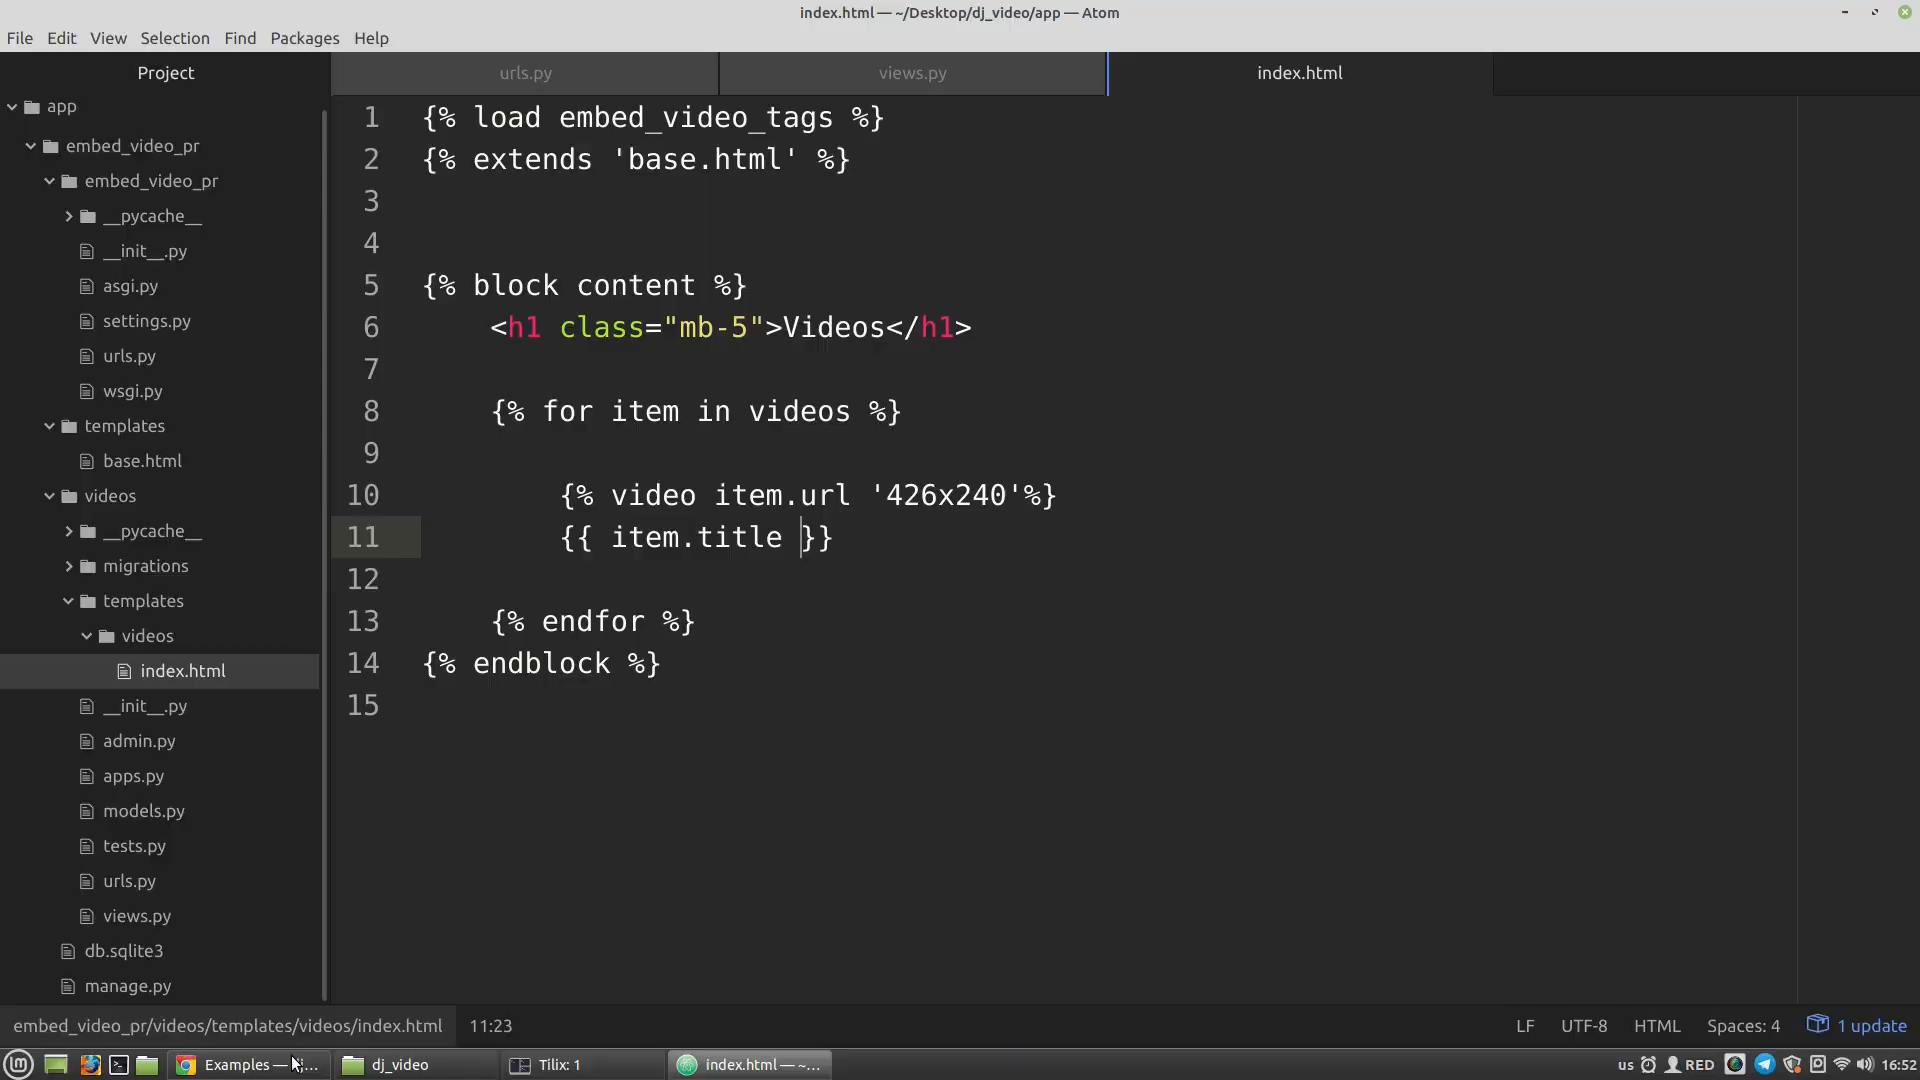 index.html — ~/Desktop/dj_video/app — Atom
File Edit View Selection Find Packages Help
Project
urls.py
views.py
index.html
app
embed_video_pr
embed_video_pr
__pycache__
__init__.py
asgi.py
settings.py
urls.py
wsgi.py
templates
base.html
videos
__pycache__
migrations
templates
videos
index.html
__init__.py
admin.py
apps.py
models.py
tests.py
urls.py
views.py
db.sqlite3
manage.py
1 {% load embed_video_tags %}
2 {% extends 'base.html' %}
3
4
5 {% block content %}
6 <h1 class="mb-5">Videos</h1>
7
8 {% for item in videos %}
9
10 {% video item.url '426x240'%}
11 {{ item.title }}
12
13 {% endfor %}
14 {% endblock %}
15
embed_video_pr/videos/templates/videos/index.html 11:23 LF UTF-8 HTML Spaces: 4 1 update
Examples — dj_video Tilix: 1 index.html — ~... us RED 16:52